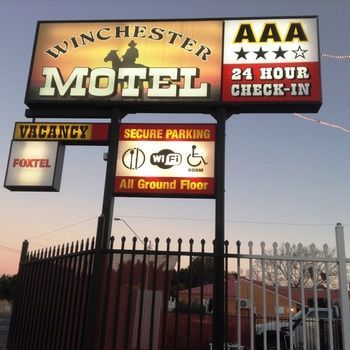 WINCHESTER
MOTEL
AAA
24 HOUR
CHECK-IN
VACANCY
FOXTEL
SECURE PARKING
WiFi
ROOM
All Ground Floor